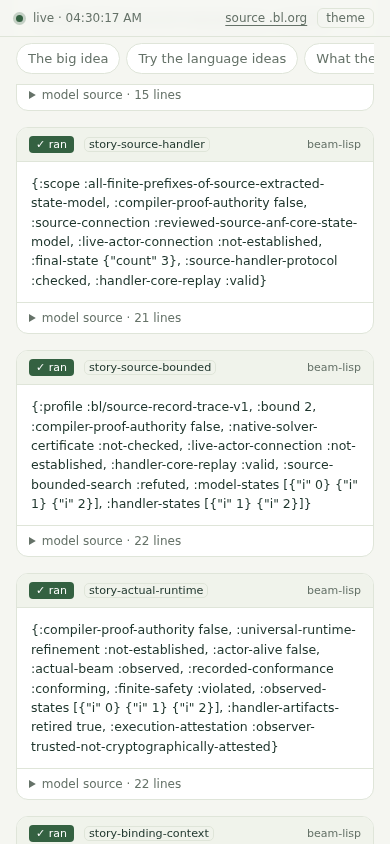 live · 04:30:17 AM source .bl.org theme
The big idea Try the language ideas What the
▶ model source · 15 lines
✓ ran story-source-handler beam-lisp
{:scope :all-finite-prefixes-of-source-extracted-
state-model, :compiler-proof-authority false,
:source-connection :reviewed-source-anf-core-state-
model, :live-actor-connection :not-established,
:final-state {"count" 3}, :source-handler-protocol
:checked, :handler-core-replay :valid}
▶ model source · 21 lines
✓ ran story-source-bounded beam-lisp
{:profile :bl/source-record-trace-v1, :bound 2,
:compiler-proof-authority false, :native-solver-
certificate :not-checked, :live-actor-connection :not-
established, :handler-core-replay :valid, :source-
bounded-search :refuted, :model-states [{"i" 0} {"i"
1} {"i" 2}], :handler-states [{"i" 1} {"i" 2}]}
▶ model source · 22 lines
✓ ran story-actual-runtime beam-lisp
{:compiler-proof-authority false, :universal-runtime-
refinement :not-established, :actor-alive false,
:actual-beam :observed, :recorded-conformance
:conforming, :finite-safety :violated, :observed-
states [{"i" 0} {"i" 1} {"i" 2}], :handler-artifacts-
retired true, :execution-attestation :observer-
trusted-not-cryptographically-attested}
▶ model source · 22 lines
✓ ran story-binding-context beam-lisp